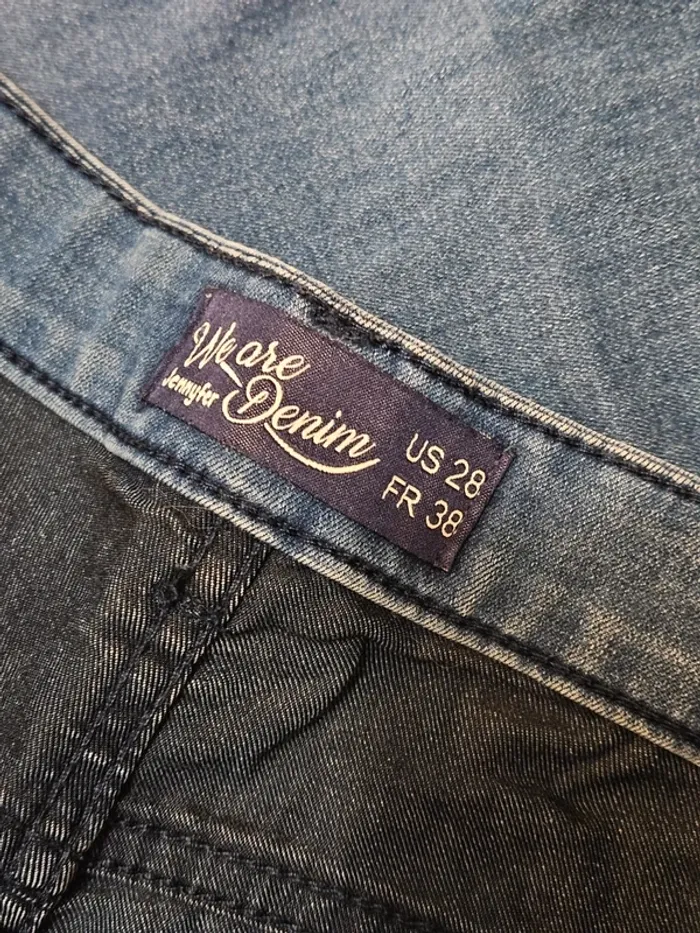 We are
Jennyfer
Denim
US 28
FR 38